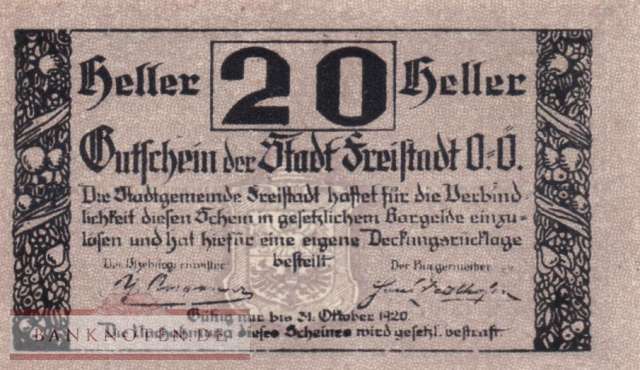 Heller 20 Heller
Gutschein der Stadt Freistadt O.-Ö.
Die Stadtgemeinde Freistadt haftet für die Verbind-
lichkeit diesen Schein in gesetzlichem Bargelde einzu-
lösen und hat hiefür eine eigene Deckungsrücklage
bestellt
Der Bürgermeister
Gültig nur bis 31. Oktober 1920
Die dieses Scheines wird gesetzl. bestraft
BANKNOTEN.DE